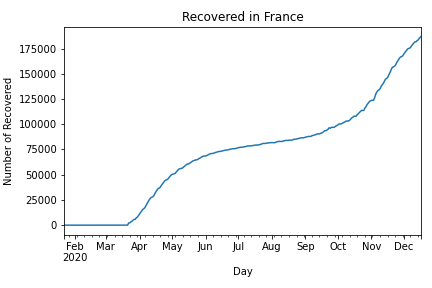 Recovered in France
Number of Recovered
175000
150000
125000
100000
75000
50000
25000
0
Feb Mar Apr May Jun Jul Aug Sep Oct Nov Dec
2020
Day